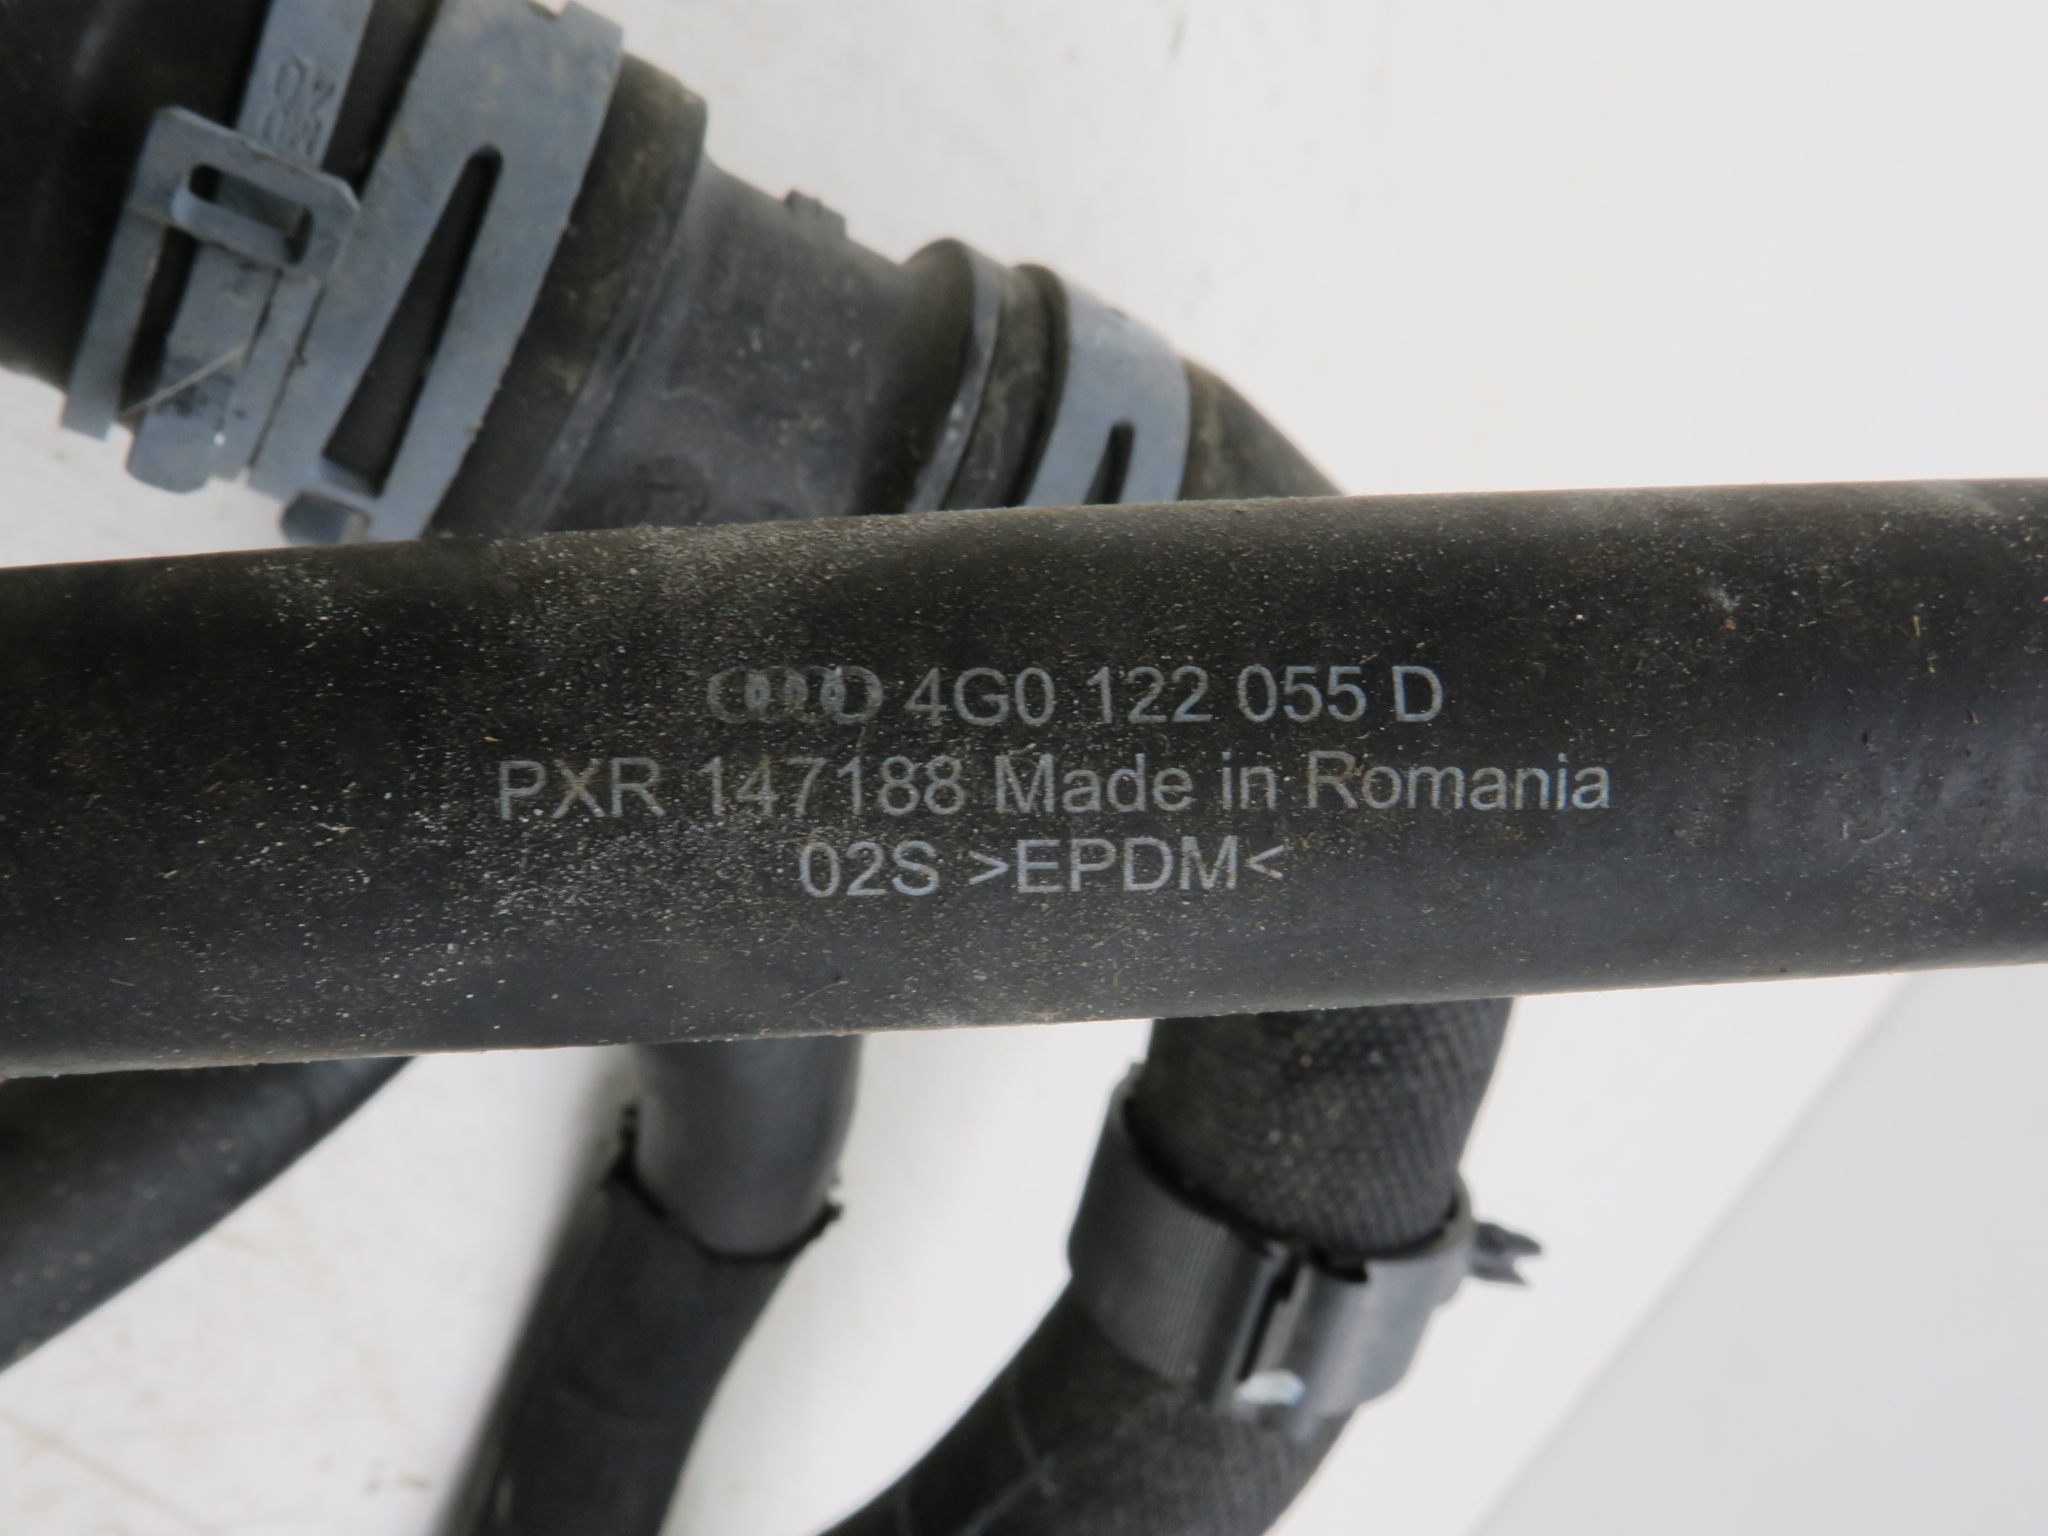 4G0 122 055 D
PXR 147188 Made in Romania
02S >EPDM<